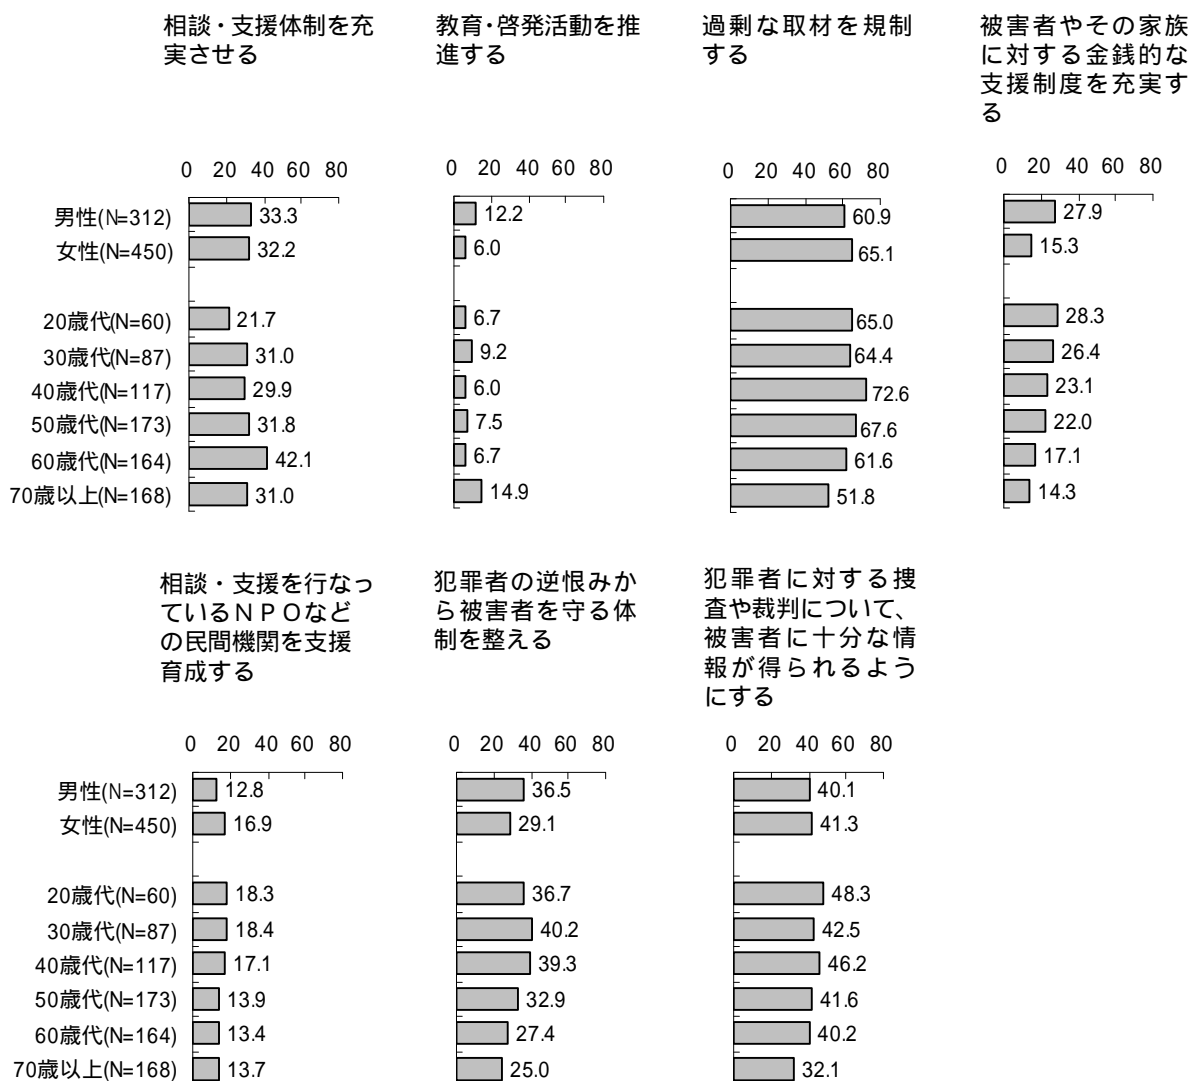 相談・支援体制を充
実させる
教育・啓発活動を推
進する
過剰な取材を規制
する
被害者やその家族
に対する金銭的な
支援制度を充実す
る
0 20 40 60 80
0 20 40 60 80
0 20 40 60 80
0 20 40 60 80
男性(N=312) 33.3 12.2 60.9 27.9
女性(N=450) 32.2 6.0 65.1 15.3
20歳代(N=60) 21.7 6.7 65.0 28.3
30歳代(N=87) 31.0 9.2 64.4 26.4
40歳代(N=117) 29.9 6.0 72.6 23.1
50歳代(N=173) 31.8 7.5 67.6 22.0
60歳代(N=164) 42.1 6.7 61.6 17.1
70歳以上(N=168) 31.0 14.9 51.8 14.3
相談・支援を行なっ
ているＮＰＯなど
の民間機関を支援
育成する
犯罪者の逆恨みか
ら被害者を守る体
制を整える
犯罪者に対する捜
査や裁判について、
被害者に十分な情
報が得られるよう
にする
0 20 40 60 80
0 20 40 60 80
0 20 40 60 80
男性(N=312) 12.8 36.5 40.1
女性(N=450) 16.9 29.1 41.3
20歳代(N=60) 18.3 36.7 48.3
30歳代(N=87) 18.4 40.2 42.5
40歳代(N=117) 17.1 39.3 46.2
50歳代(N=173) 13.9 32.9 41.6
60歳代(N=164) 13.4 27.4 40.2
70歳以上(N=168) 13.7 25.0 32.1